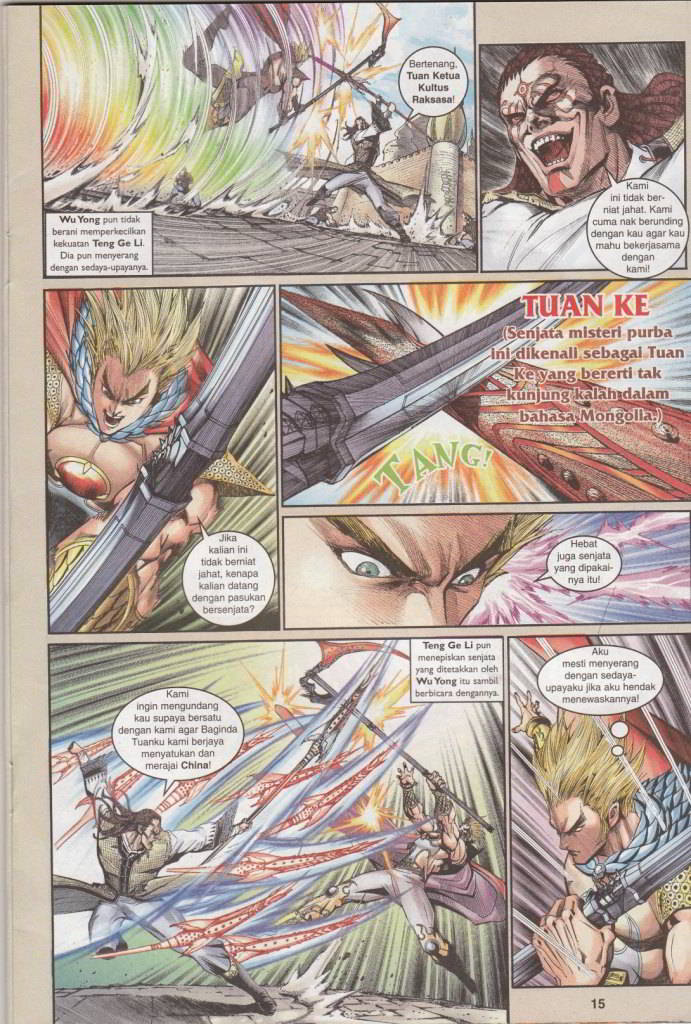 Bertenang,
Tuan Ketua
Kultus
Raksasa!
Wu Yong pun tidak
berani memperkecilkan
kekuatan Teng Ge Li.
Dia pun menyerang
dengan sedaya-upayanya.
Kami
ini tidak ber-
niat jahat. Kami
cuma nak berunding
dengan kau agar kau
mahu bekerjasama
dengan
kami!
Jika
kalian ini
tidak berniat
jahat, kenapa
kalian datang
dengan pasukan
bersenjata?
TUAN KE
(Senjata misteri purba
ini dikenali sebagai Tuan
Ke yang bererti tak
kunjung kalah dalam
bahasa Mongolia.)
TANG!
Hebat
juga senjata
yang dipakai-
nya itu!
Teng Ge Li pun
menepiskan senjata
yang ditetakkan oleh
Wu Yong itu sambil
berbicara dengannya.
Kami
ingin mengundang
kau supaya bersatu
dengan kami agar Baginda
Tuanku kami berjaya
menyatukan dan
merajai China!
Aku
mesti menyerang
dengan sedaya-
upayaku jika aku hendak
menewaskannya!
15